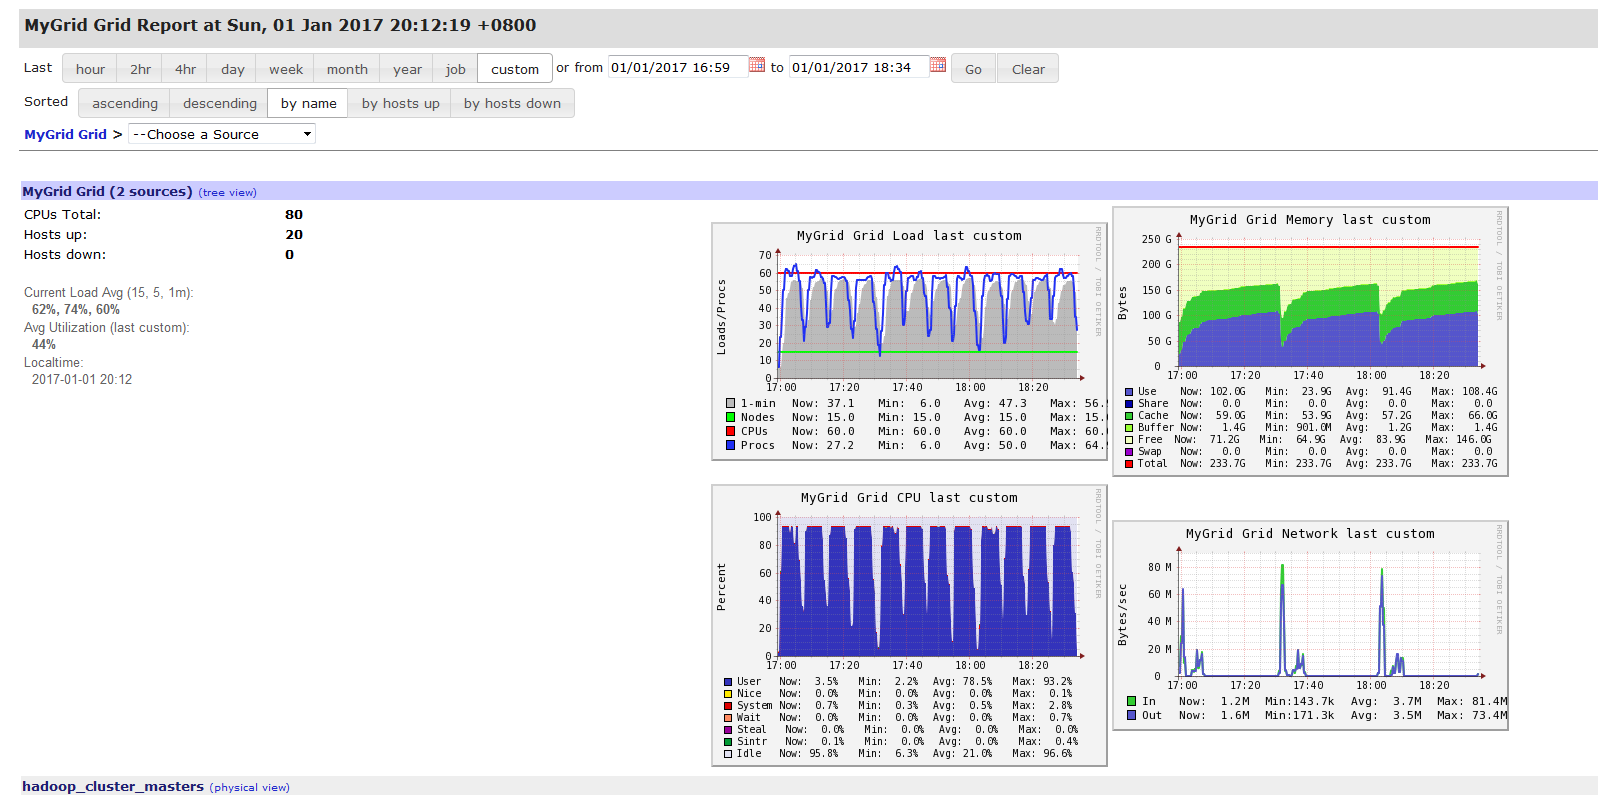 MyGrid Grid Report at Sun, 01 Jan 2017 20:12:19 +0800
Last hour 2hr 4hr day week month year job custom or from 01/01/2017 16:59 to 01/01/2017 18:34 Go Clear
Sorted ascending descending by name by hosts up by hosts down
MyGrid Grid > --Choose a Source
MyGrid Grid (2 sources) (tree view)
CPUs Total: 80
Hosts up: 20
Hosts down: 0
Current Load Avg (15, 5, 1m):
62%, 74%, 60%
Avg Utilization (last custom):
44%
Localtime:
2017-01-01 20:12
MyGrid Grid Load last custom
RRDTOOL / TOBI OETIKER
Loads/Procs
70
60
50
40
30
20
10
0
17:00 17:20 17:40 18:00 18:20
1-min Now: 37.1 Min: 6.0 Avg: 47.3 Max: 56.
Nodes Now: 15.0 Min: 15.0 Avg: 15.0 Max: 15.
CPUs Now: 60.0 Min: 60.0 Avg: 60.0 Max: 60.
Procs Now: 27.2 Min: 6.0 Avg: 50.0 Max: 64.
MyGrid Grid Memory last custom
RRDTOOL / TOBI OETIKER
Bytes
250 G
200 G
150 G
100 G
50 G
0
17:00 17:20 17:40 18:00 18:20
Use Now: 102.0G Min: 23.9G Avg: 91.4G Max: 108.4G
Share Now: 0.0 Min: 0.0 Avg: 0.0 Max: 0.0
Cache Now: 59.0G Min: 53.9G Avg: 57.2G Max: 66.0G
Buffer Now: 1.4G Min: 901.0M Avg: 1.2G Max: 1.4G
Free Now: 71.2G Min: 64.9G Avg: 83.9G Max: 146.0G
Swap Now: 0.0 Min: 0.0 Avg: 0.0 Max: 0.0
Total Now: 233.7G Min: 233.7G Avg: 233.7G Max: 233.7G
MyGrid Grid CPU last custom
RRDTOOL / TOBI OETIKER
Percent
100
80
60
40
20
0
17:00 17:20 17:40 18:00 18:20
User Now: 3.5% Min: 2.2% Avg: 78.5% Max: 93.2%
Nice Now: 0.0% Min: 0.0% Avg: 0.0% Max: 0.1%
System Now: 0.7% Min: 0.3% Avg: 0.5% Max: 2.8%
Wait Now: 0.0% Min: 0.0% Avg: 0.0% Max: 0.7%
Steal Now: 0.0% Min: 0.0% Avg: 0.0% Max: 0.0%
Sintr Now: 0.1% Min: 0.0% Avg: 0.0% Max: 0.4%
Idle Now: 95.8% Min: 6.3% Avg: 21.0% Max: 96.6%
MyGrid Grid Network last custom
RRDTOOL / TOBI OETIKER
Bytes/sec
80 M
60 M
40 M
20 M
0
17:00 17:20 17:40 18:00 18:20
In Now: 1.2M Min:143.7k Avg: 3.7M Max: 81.4M
Out Now: 1.6M Min:171.3k Avg: 3.5M Max: 73.4M
hadoop_cluster_masters (physical view)